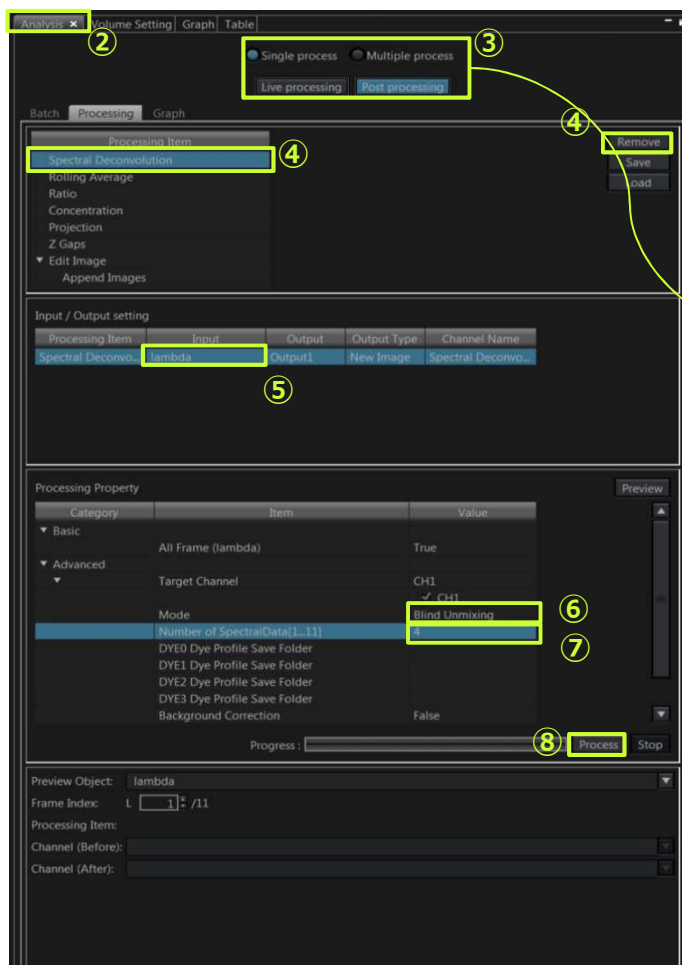 Analysis × Volume Setting Graph Table
②
Single process Multiple process ③
Live processing Post processing
Batch Processing Graph
④
Processing Item Remove
Spectral Deconvolution ④ Save
Rolling Average Load
Ratio
Concentration
Projection
Z Gaps
Edit Image
Append Images
Input / Output setting
Processing Item Input Output Output Type Channel Name
Spectral Deconvo... lambda Output1 New Image Spectral Deconvo...
⑤
Processing Property Preview
Category Item Value
Basic
All Frame (lambda) True
Advanced
Target Channel CH1
✓ CH1
Mode Blind Unmixing ⑥
Number of SpectralData[1...11] 4 ⑦
DYE0 Dye Profile Save Folder
DYE1 Dye Profile Save Folder
DYE2 Dye Profile Save Folder
DYE3 Dye Profile Save Folder
Background Correction False
Progress : ⑧ Process Stop
Preview Object: lambda
Frame Index: L 1 /11
Processing Item:
Channel (Before):
Channel (After):